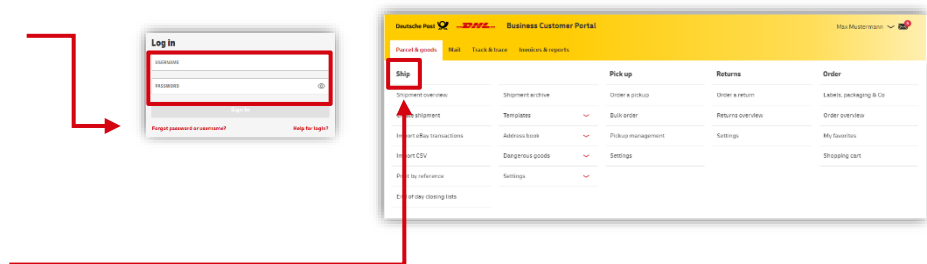 Log in
USERNAME
PASSWORD
Sign in
Forgot password or username?
Help for login?
Deutsche Post DHL Business Customer Portal
Max Mustermann
Parcel & goods Mail Track & trace Invoices & reports
Ship Pick up Returns Order
Shipment overview Shipment archive Order a pickup Order a return Labels, packaging & Co
shipment Templates Bulk order Returns overview Order overview
Import eBay transactions Address book Pickup management Settings My favorites
Import CSV Dangerous goods Settings Shopping cart
Print by reference Settings
End of day closing lists